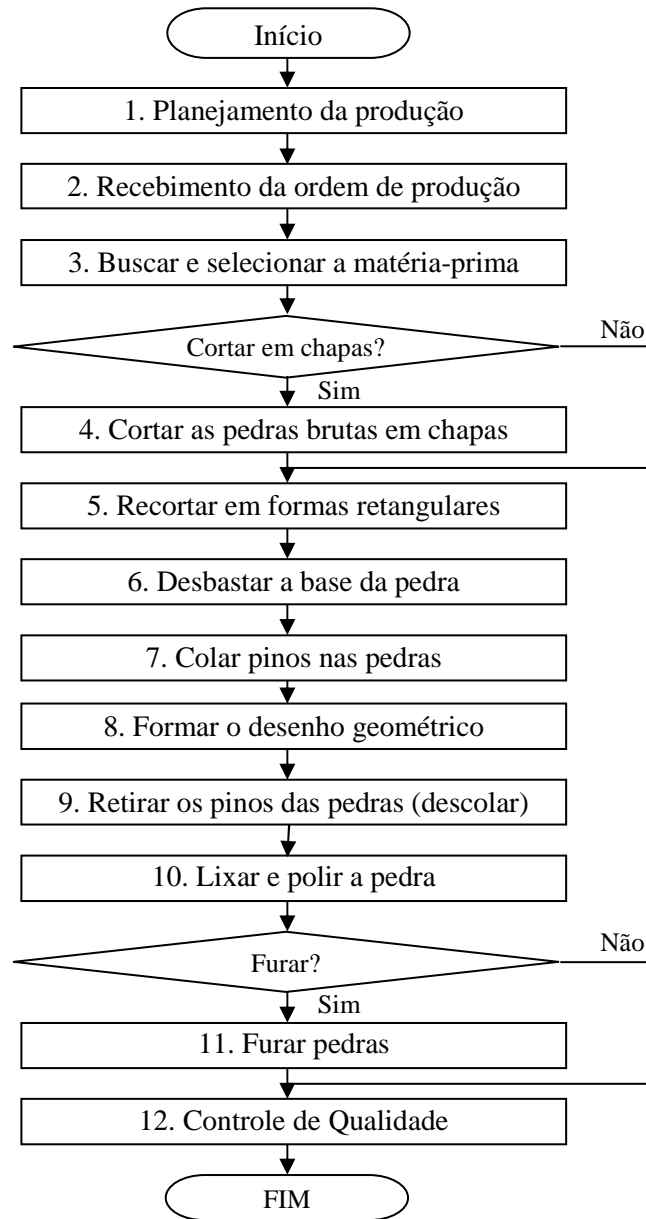 Início
1. Planejamento da produção
2. Recebimento da ordem de produção
3. Buscar e selecionar a matéria-prima
Não
Cortar em chapas?
Sim
4. Cortar as pedras brutas em chapas
5. Recortar em formas retangulares
6. Desbastar a base da pedra
7. Colar pinos nas pedras
8. Formar o desenho geométrico
9. Retirar os pinos das pedras (descolar)
10. Lixar e polir a pedra
Não
Furar?
Sim
11. Furar pedras
12. Controle de Qualidade
FIM